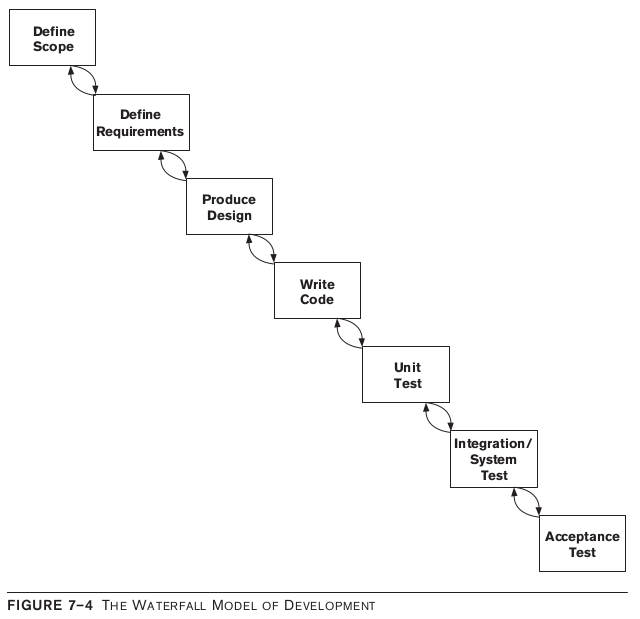 Define
Scope
Define
Requirements
Produce
Design
Write
Code
Unit
Test
Integration/
System
Test
Acceptance
Test
FIGURE 7–4 THE WATERFALL MODEL OF DEVELOPMENT